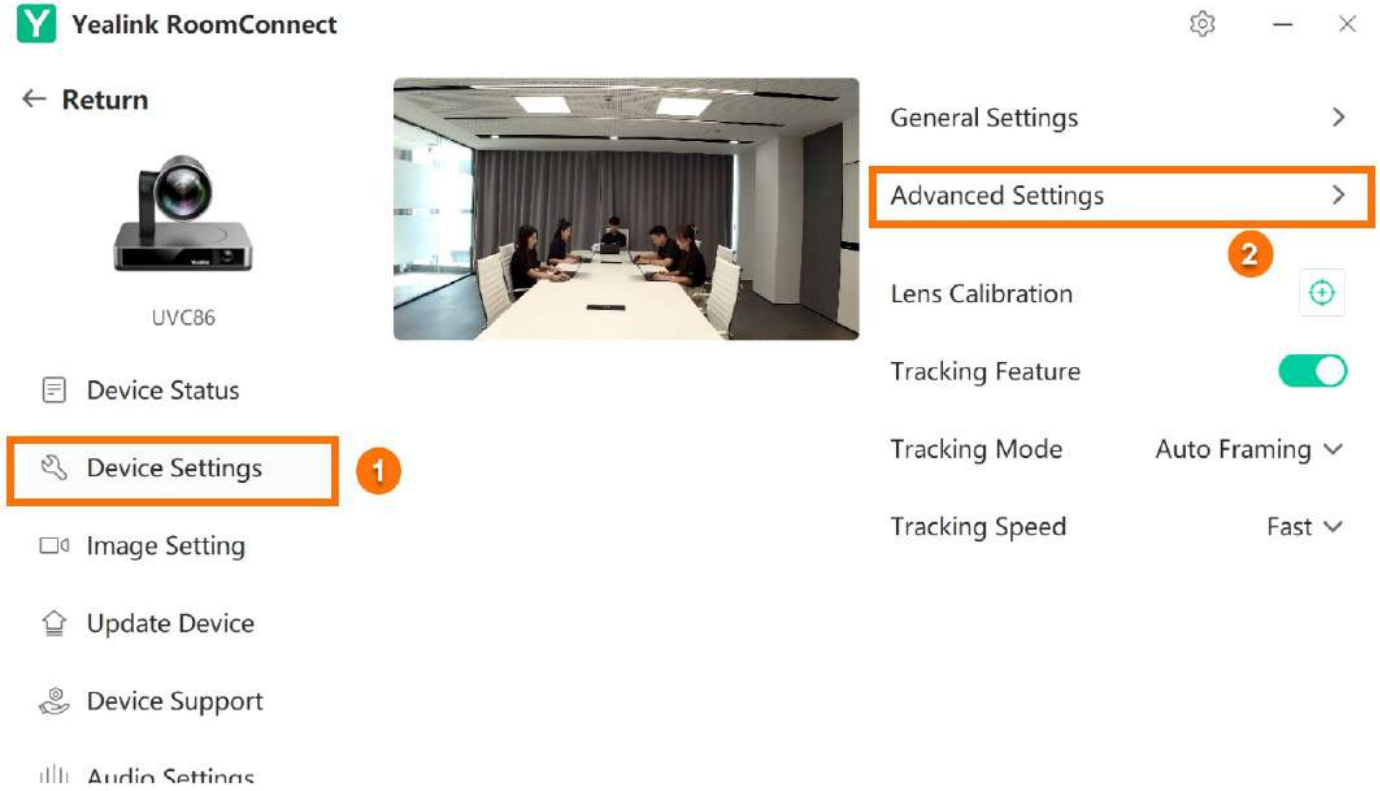 Yealink RoomConnect
Return
UVC86
Device Status
Device Settings
1
Image Setting
Update Device
Device Support
Audio Settings
General Settings
Advanced Settings
2
Lens Calibration
Tracking Feature
Tracking Mode Auto Framing
Tracking Speed Fast